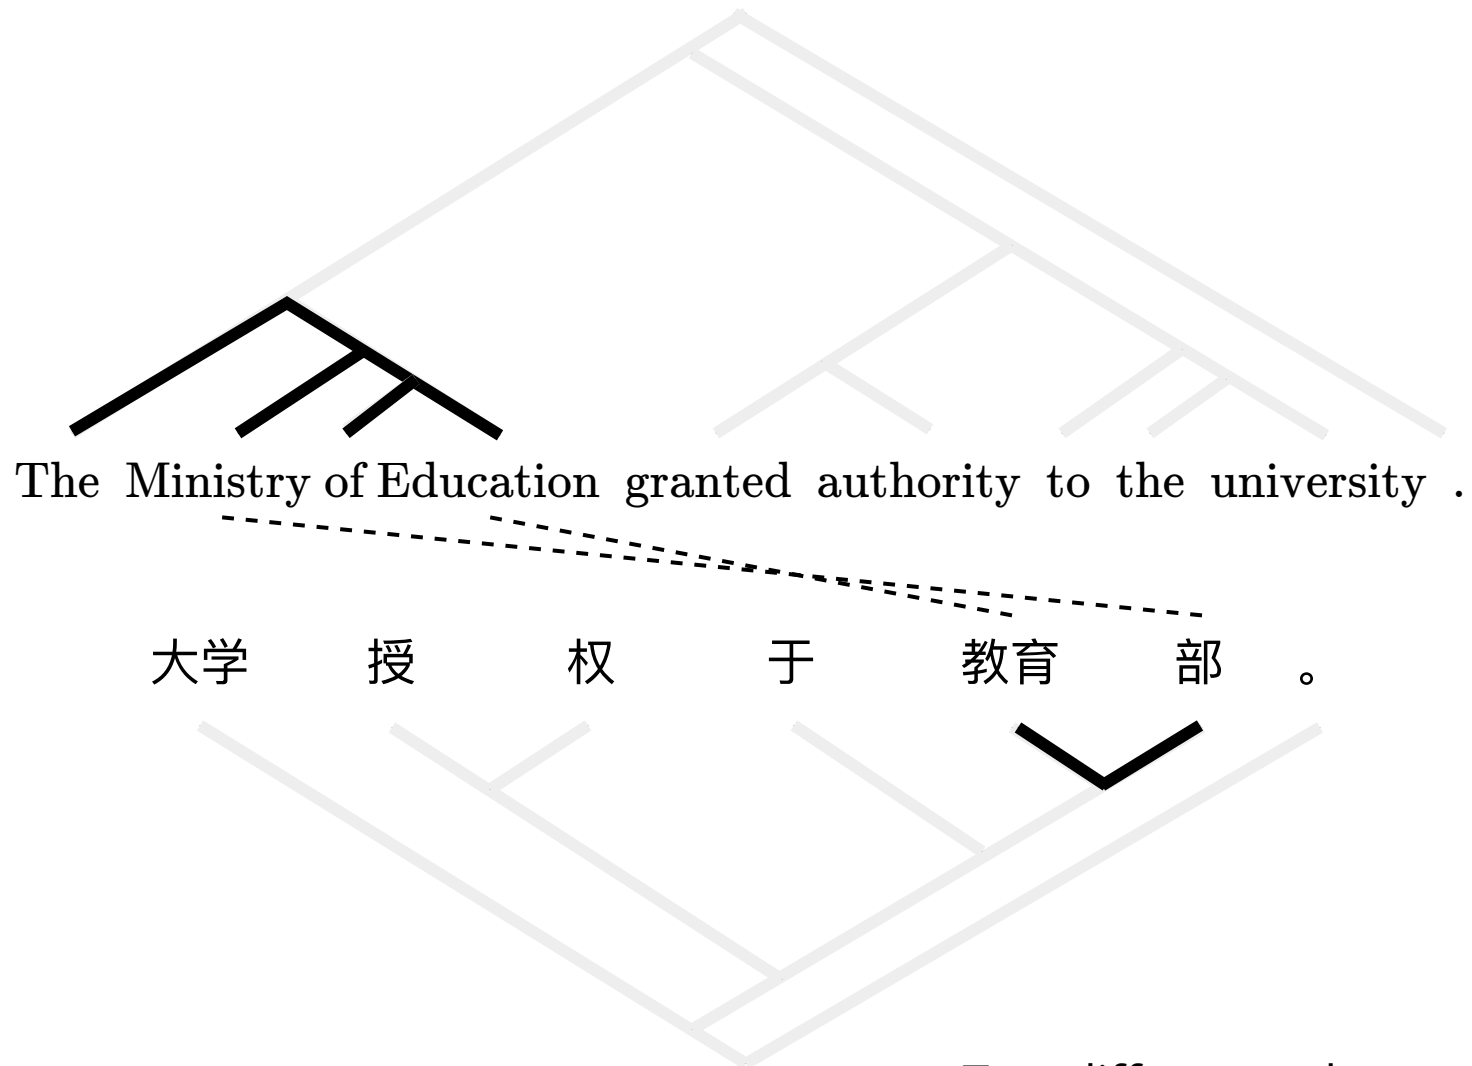 The Ministry of Education granted authority to the university .
大学 授 权 于 教育 部 。